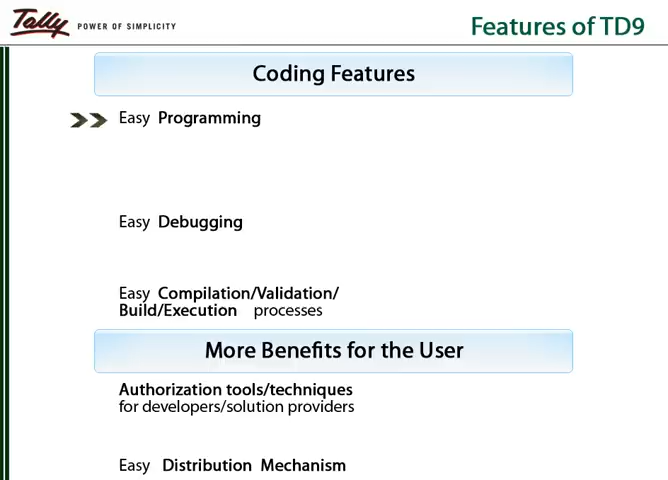 Tally POWER OF SIMPLICITY
Features of TD9
Coding Features
Easy Programming
Easy Debugging
Easy Compilation/Validation/
Build/Execution processes
More Benefits for the User
Authorization tools/techniques
for developers/solution providers
Easy Distribution Mechanism